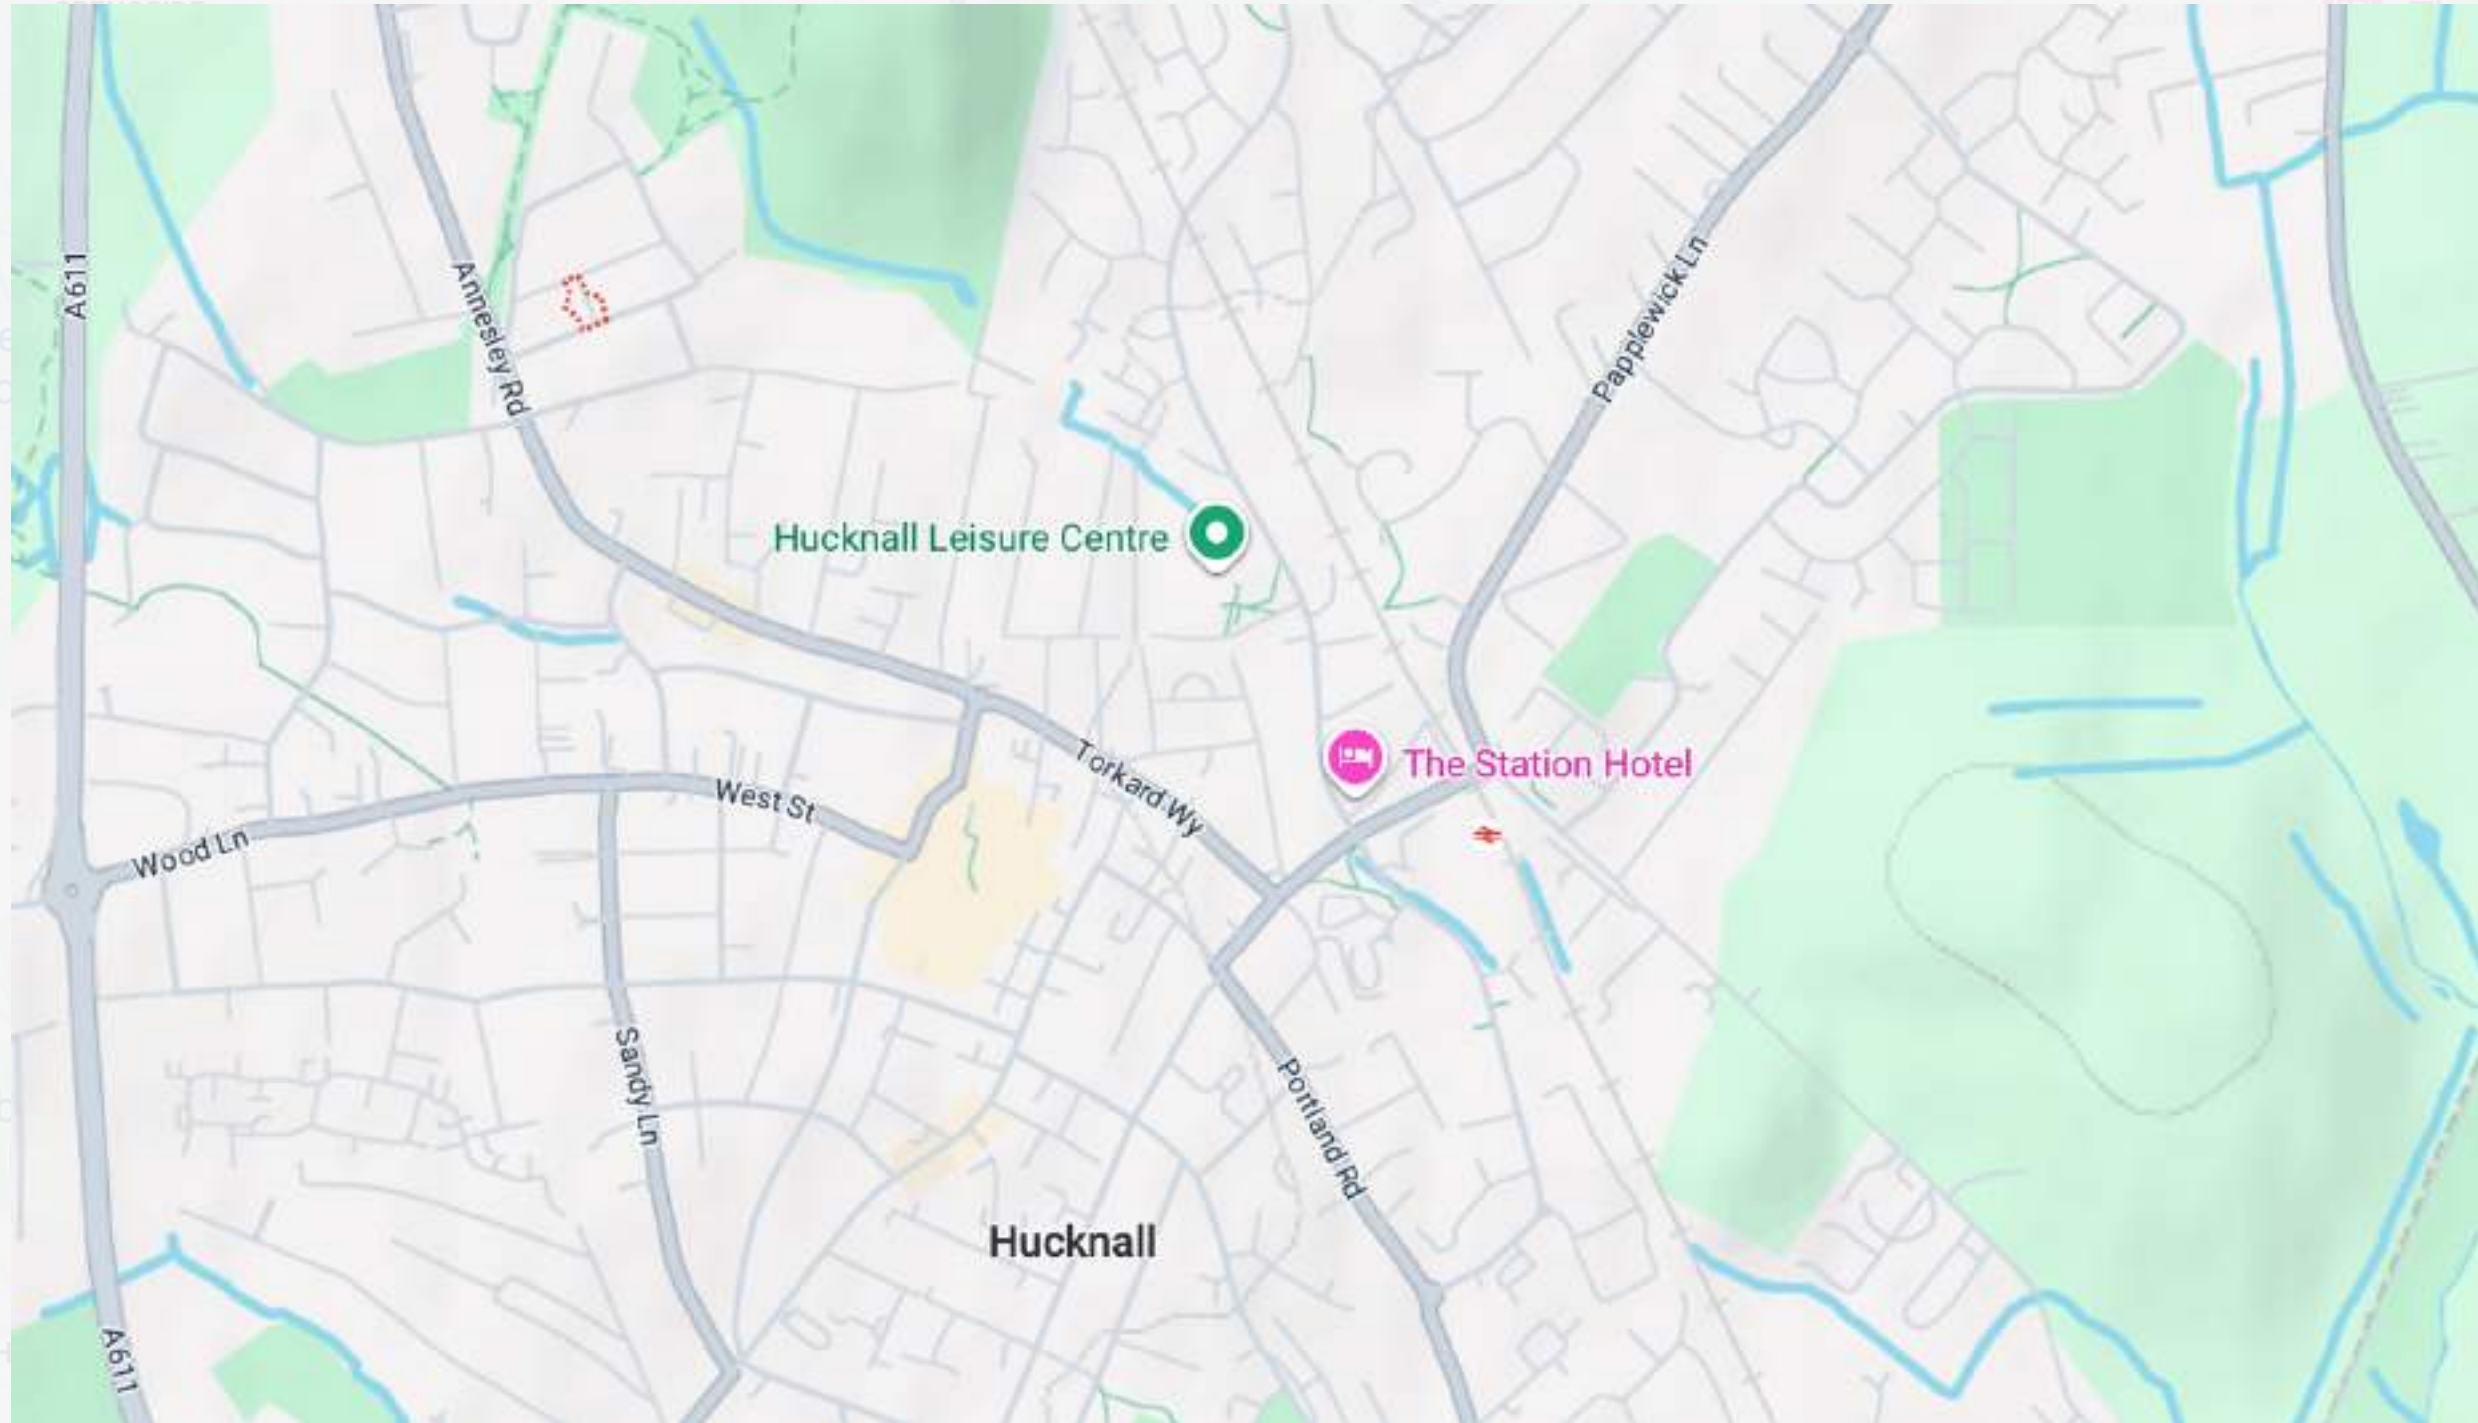 A611
Annesley Rd
Papplewick Ln
Hucknall Leisure Centre
Torkard Wy
The Station Hotel
West St
Wood Ln
Sandy Ln
Portland Rd
Hucknall
A611